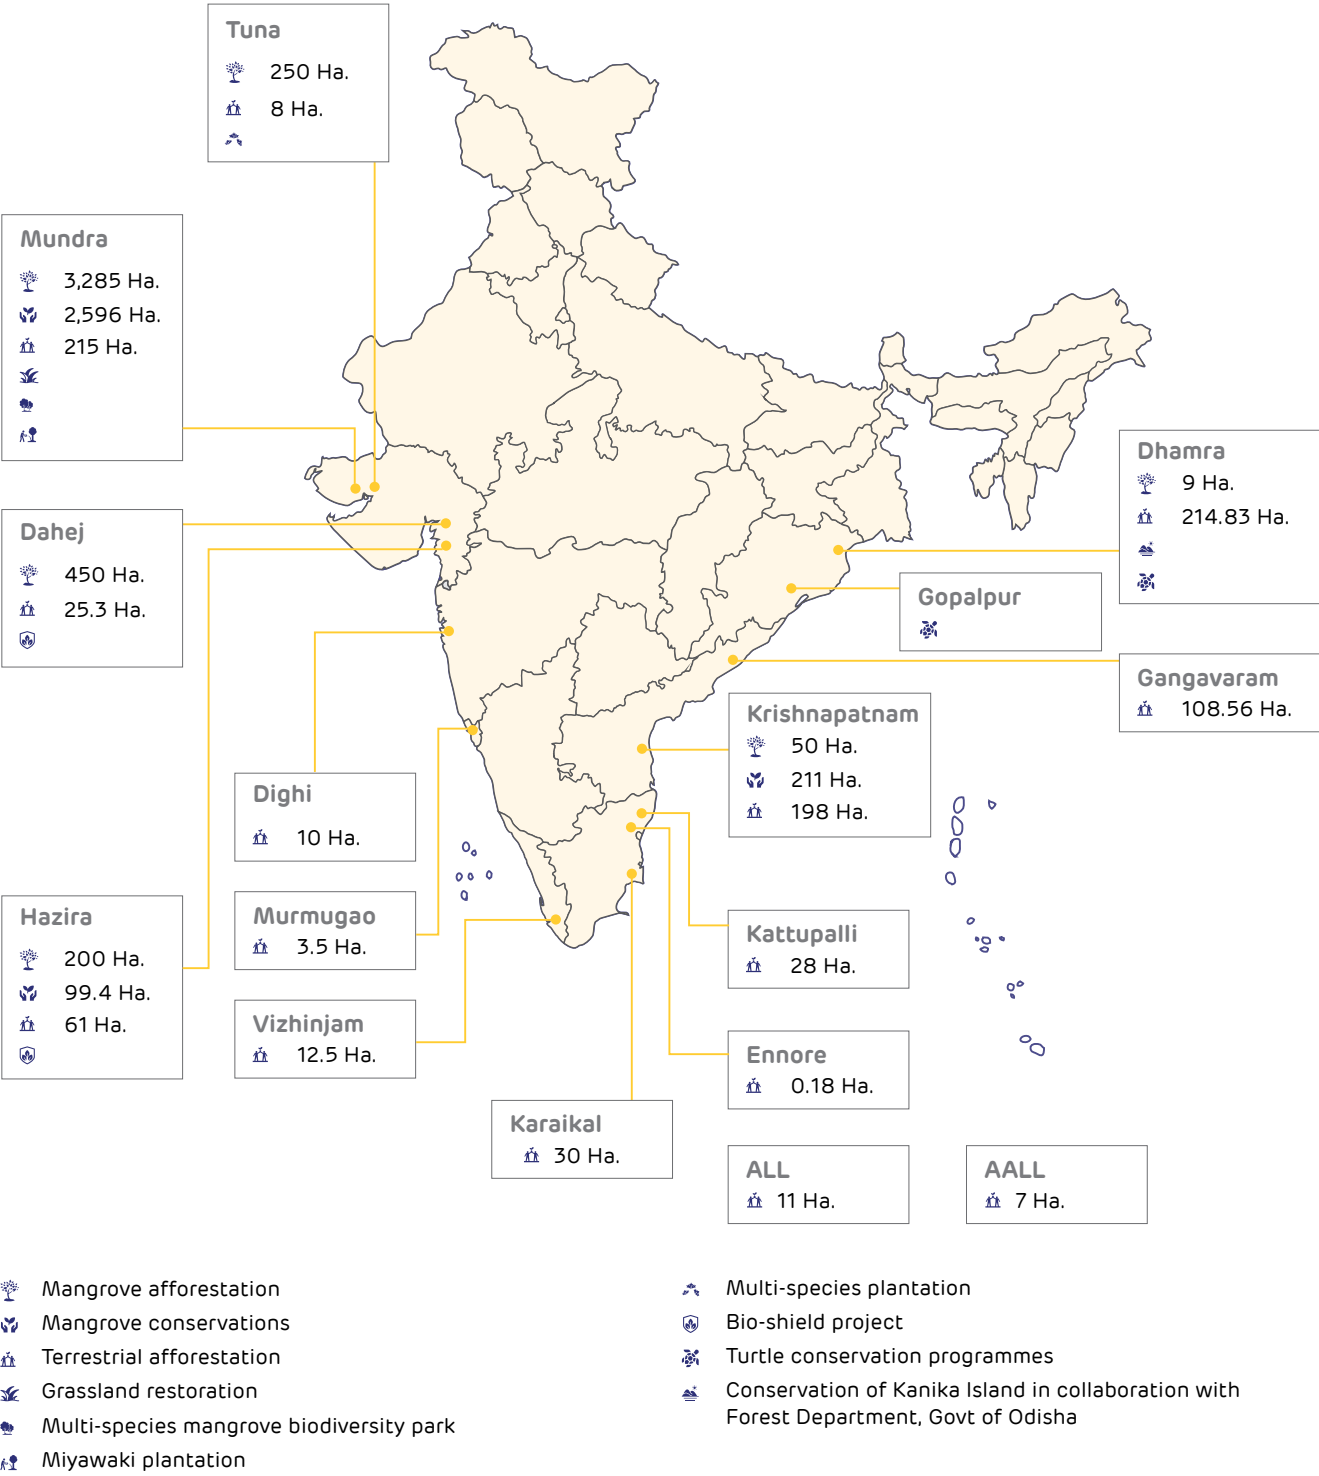 Tuna
250 Ha.
8 Ha.
Mundra
3,285 Ha.
2,596 Ha.
215 Ha.
Dahej
450 Ha.
25.3 Ha.
Hazira
200 Ha.
99.4 Ha.
61 Ha.
Dighi
10 Ha.
Murmugao
3.5 Ha.
Vizhinjam
12.5 Ha.
Karaikal
30 Ha.
Dhamra
9 Ha.
214.83 Ha.
Gopalpur
Gangavaram
108.56 Ha.
Krishnapatnam
50 Ha.
211 Ha.
198 Ha.
Kattupalli
28 Ha.
Ennore
0.18 Ha.
ALL
11 Ha.
AALL
7 Ha.
Mangrove afforestation
Mangrove conservations
Terrestrial afforestation
Grassland restoration
Multi-species mangrove biodiversity park
Miyawaki plantation
Multi-species plantation
Bio-shield project
Turtle conservation programmes
Conservation of Kanika Island in collaboration with
Forest Department, Govt of Odisha